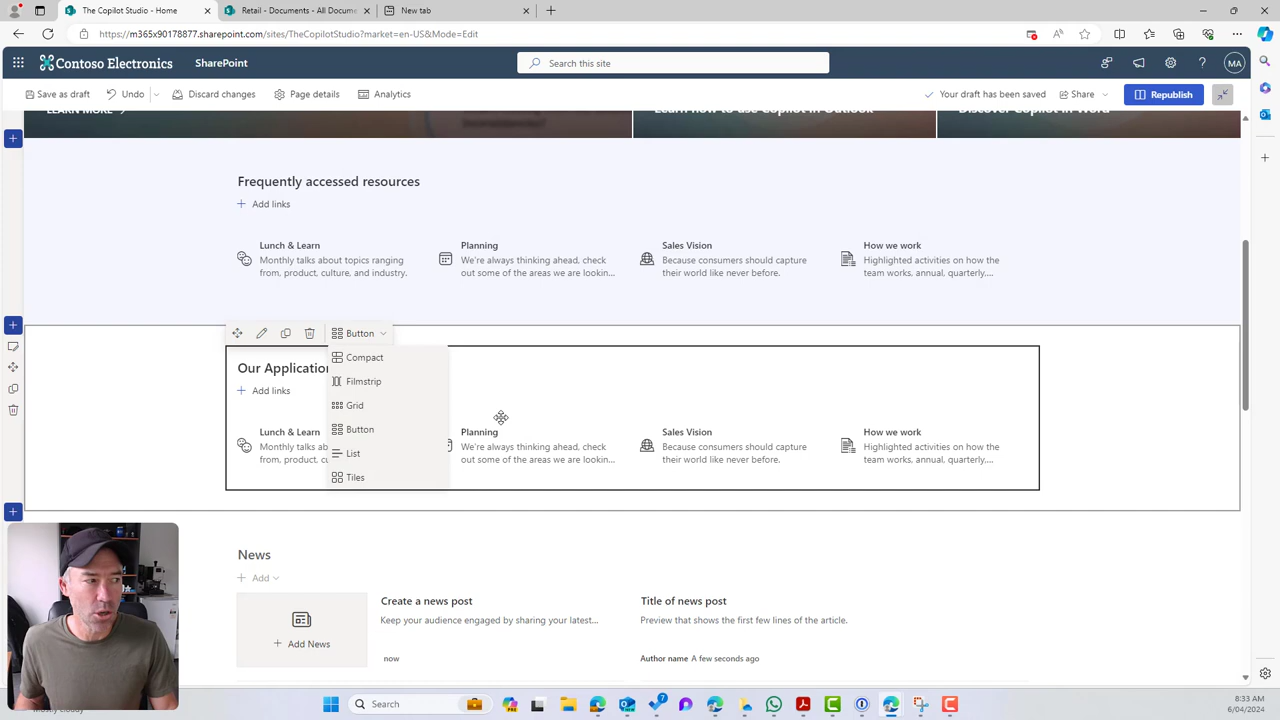 The Copilot Studio - Home
Retail - Documents - All Docume
New tab
https://m365x90178877.sharepoint.com/sites/TheCopilotStudio?market=en-US&Mode=Edit
Contoso Electronics
SharePoint
Search this site
MA
Save as draft
Undo
Discard changes
Page details
Analytics
Your draft has been saved
Share
Republish
LEARN MORE
Learn how to use Copilot in Outlook
Discover Copilot in Word
Frequently accessed resources
Add links
Lunch & Learn
Monthly talks about topics ranging
from, product, culture, and industry.
Planning
We're always thinking ahead, check
out some of the areas we are lookin...
Sales Vision
Because consumers should capture
their world like never before.
How we work
Highlighted activities on how the
team works, annual, quarterly....
Button
Compact
Filmstrip
Grid
Button
List
Tiles
Our Application
Add links
Lunch & Learn
Monthly talks ab
from, product, cu
Planning
We're always thinking ahead, check
out some of the areas we are lookin...
Sales Vision
Because consumers should capture
their world like never before.
How we work
Highlighted activities on how the
team works, annual, quarterly....
News
Add
Add News
Create a news post
Keep your audience engaged by sharing your latest...
now
Title of news post
Preview that shows the first few lines of the article.
Author name A few seconds ago
Mostly cloudy
Search
7
8:33 AM
6/04/2024